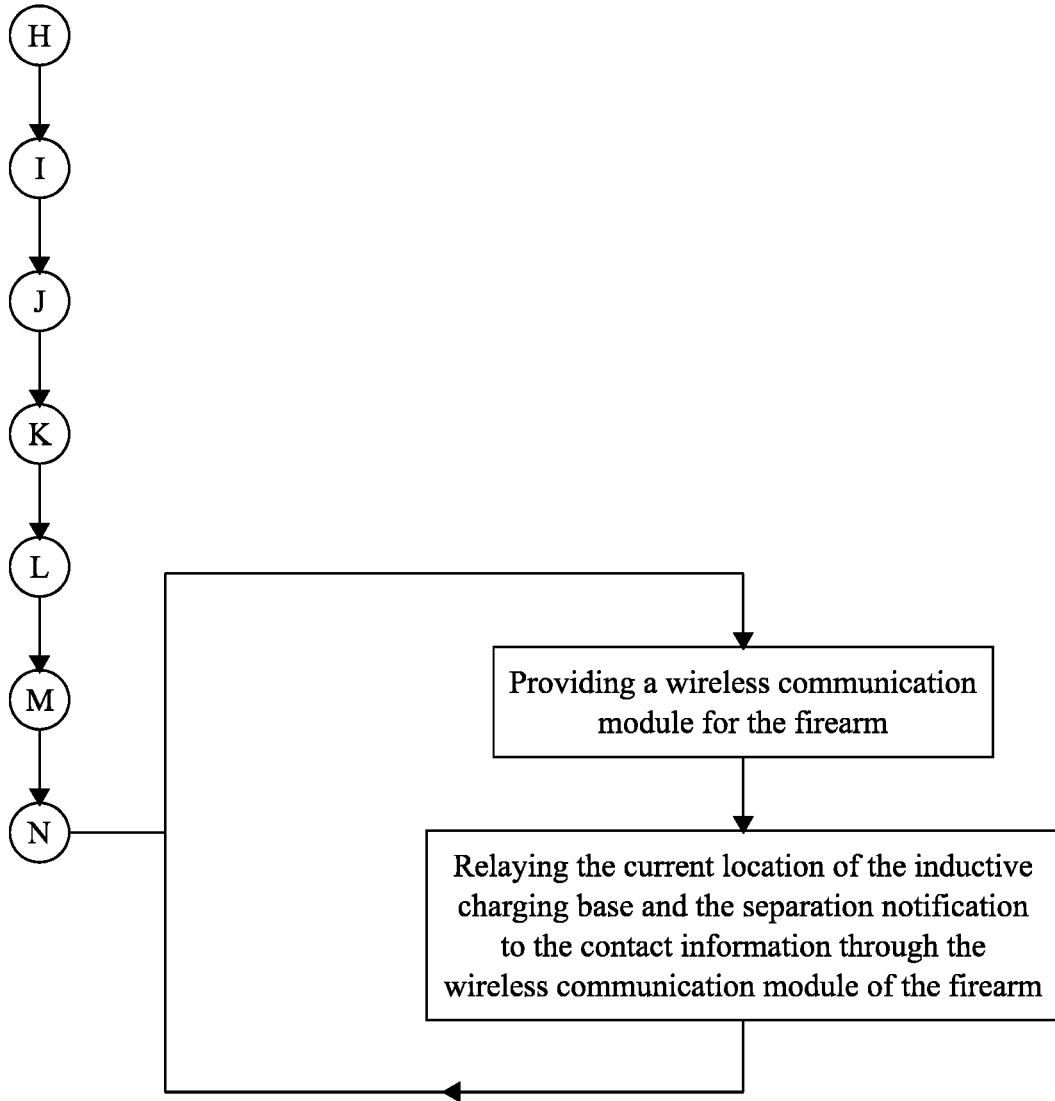 H
I
J
K
L
M
Providing a wireless communication
module for the firearm
N
Relaying the current location of the inductive
charging base and the separation notification
to the contact information through the
wireless communication module of the firearm